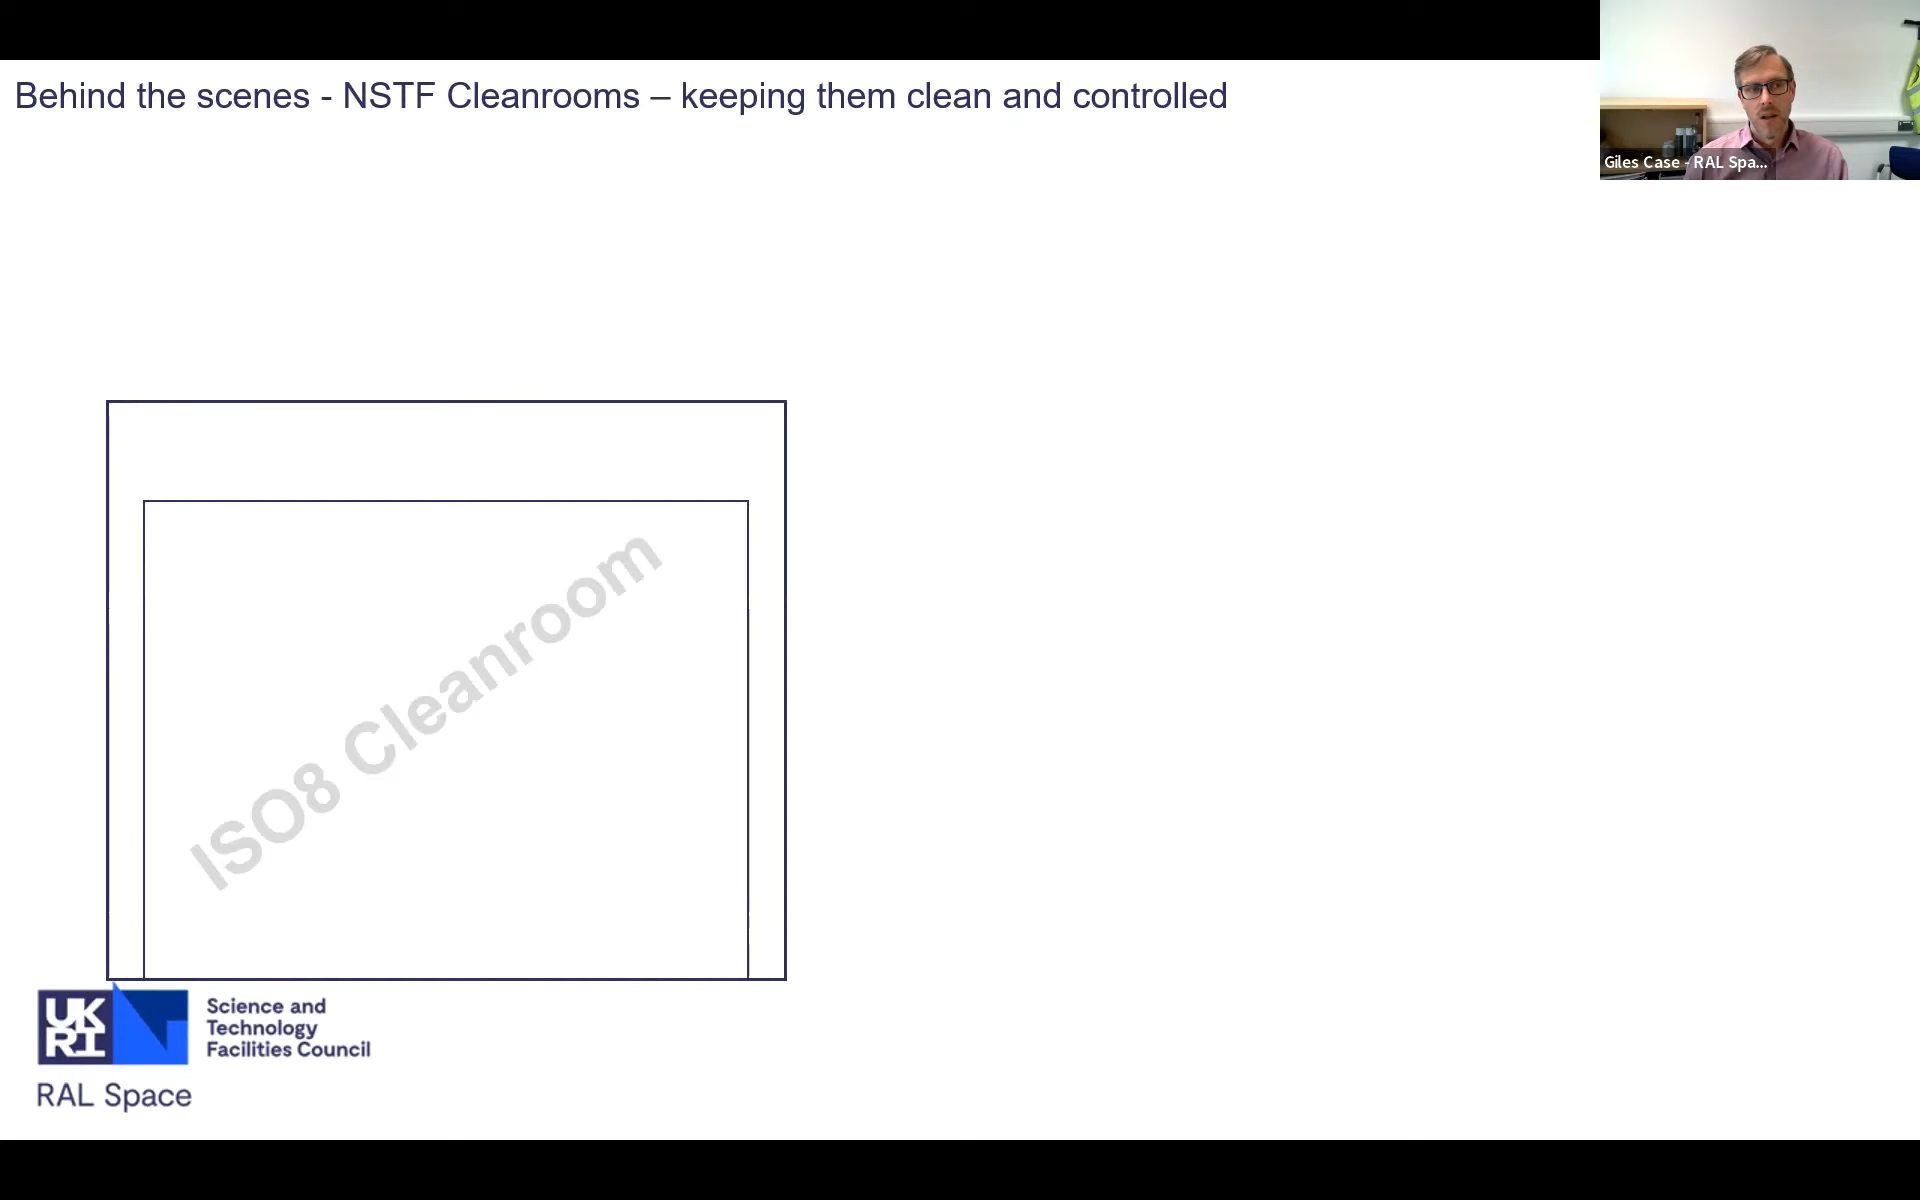 Behind the scenes - NSTF Cleanrooms – keeping them clean and controlled
Giles Case - RAL Spa...
ISO8 Cleanroom
UK
RI
Science and
Technology
Facilities Council
RAL Space